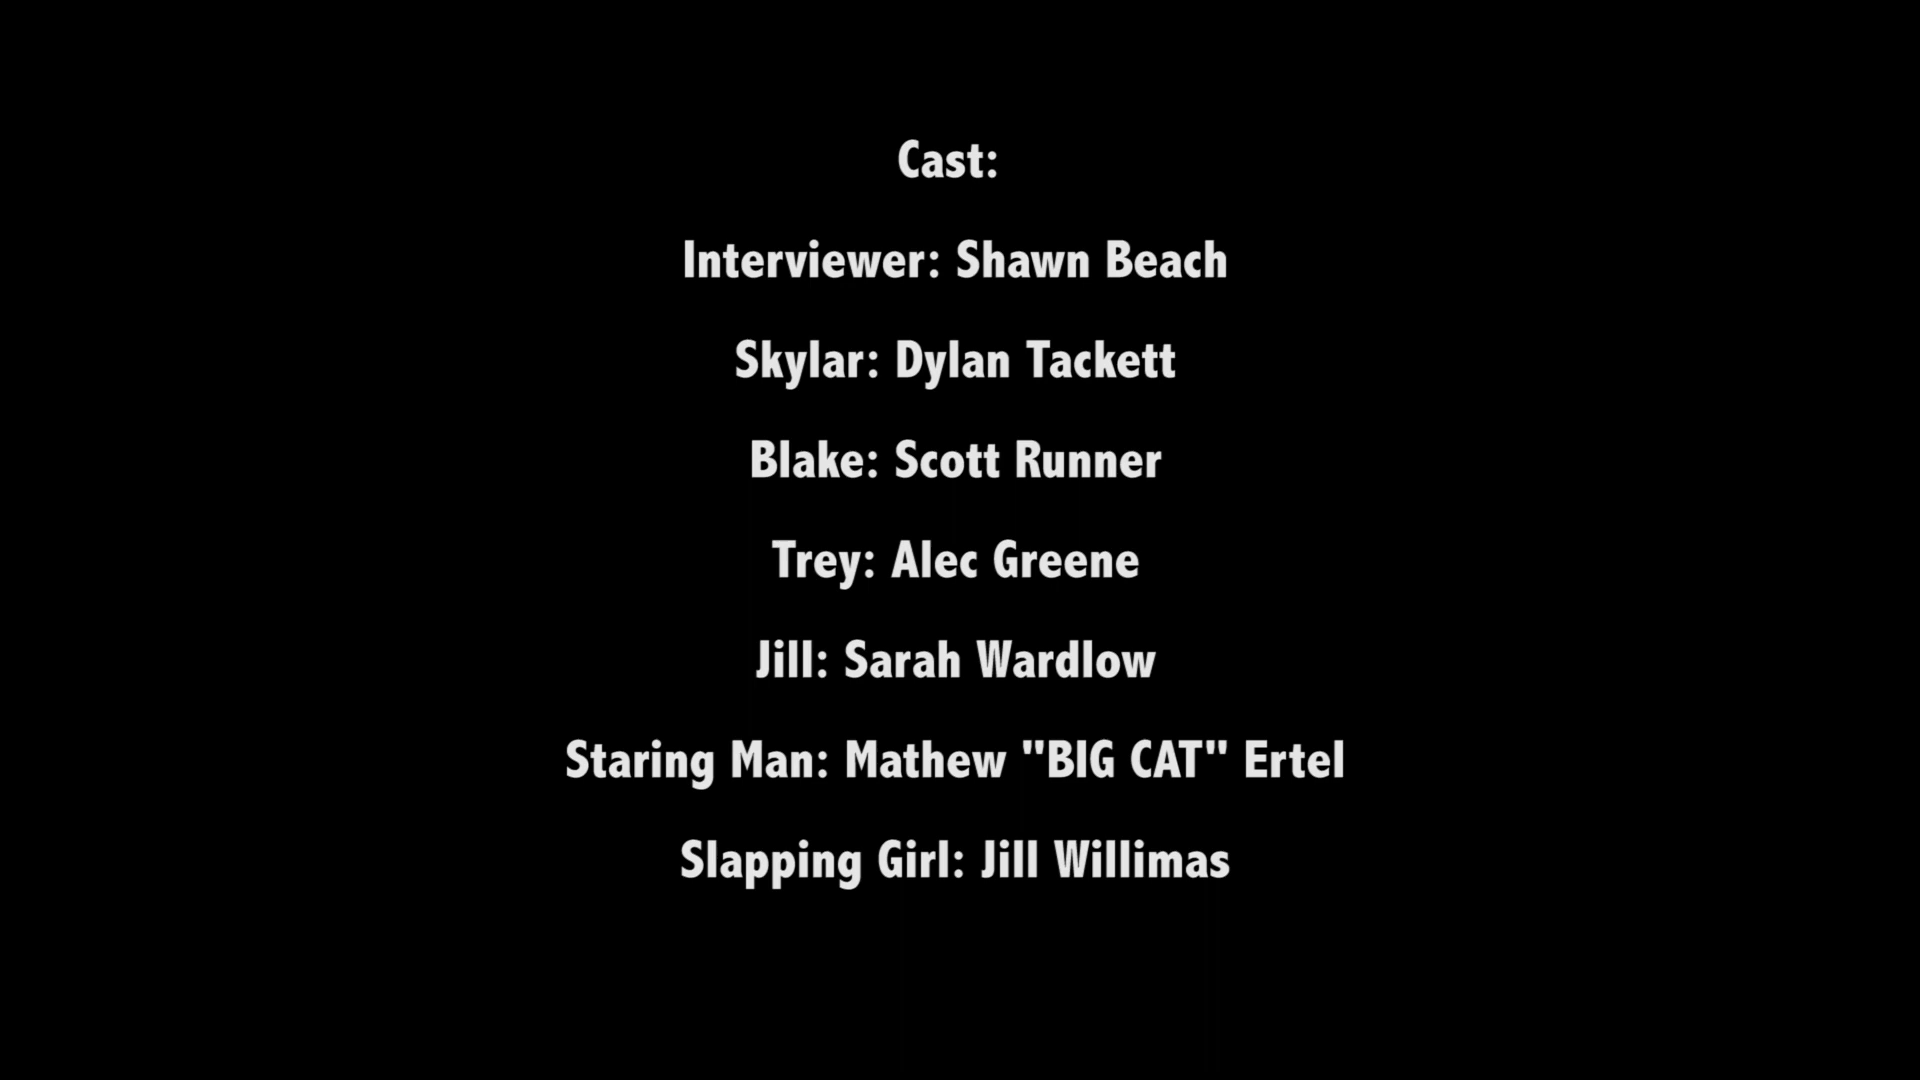 Cast:
Interviewer: Shawn Beach
Skylar: Dylan Tackett
Blake: Scott Runner
Trey: Alec Greene
Jill: Sarah Wardlow
Staring Man: Mathew "BIG CAT" Ertel
Slapping Girl: Jill Willimas